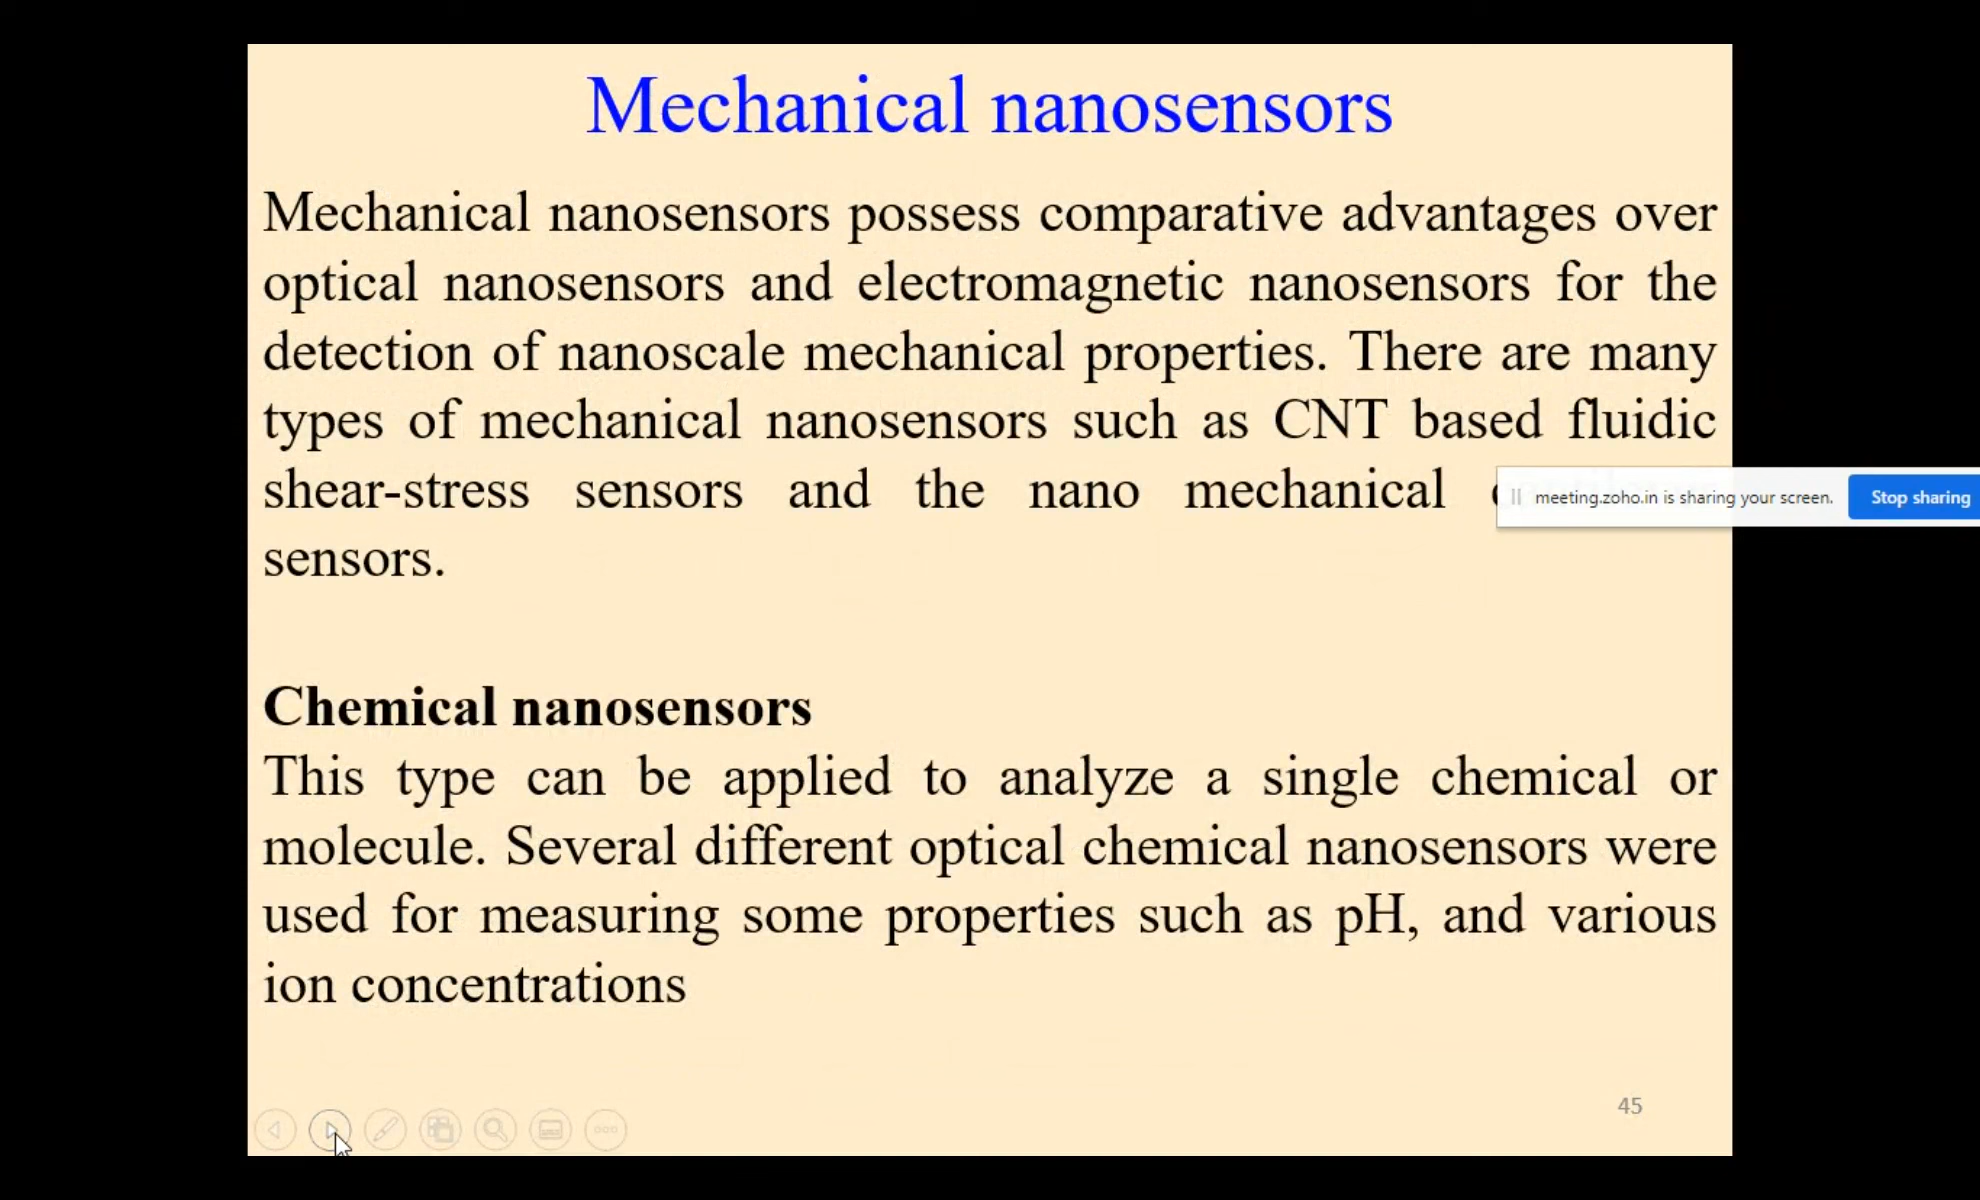 Mechanical nanosensors
Mechanical nanosensors possess comparative advantages over
optical nanosensors and electromagnetic nanosensors for the
detection of nanoscale mechanical properties. There are many
types of mechanical nanosensors such as CNT based fluidic
shear-stress sensors and the nano mechanical
meeting.zoho.in is sharing your screen. Stop sharing
sensors.
Chemical nanosensors
This type can be applied to analyze a single chemical or
molecule. Several different optical chemical nanosensors were
used for measuring some properties such as pH, and various
ion concentrations
45